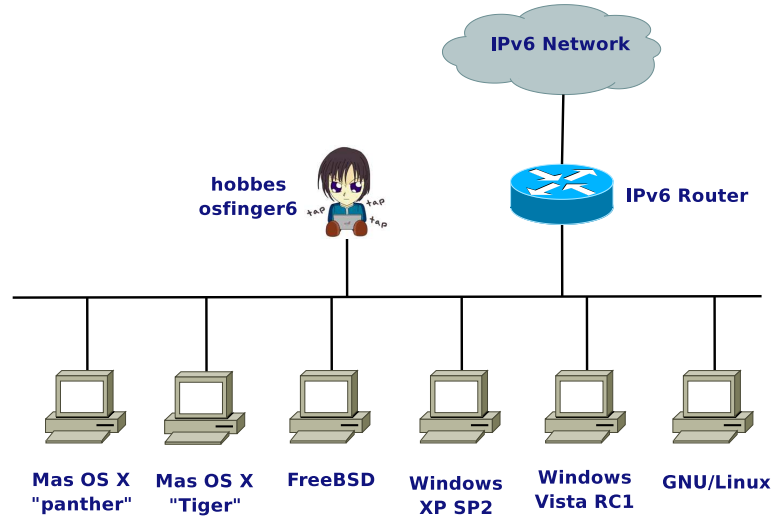 IPv6 Network
hobbes
osfinger6
tap
tap
tap
IPv6 Router
Mas OS X
"panther"
Mas OS X
"Tiger"
FreeBSD
Windows
XP SP2
Windows
Vista RC1
GNU/Linux